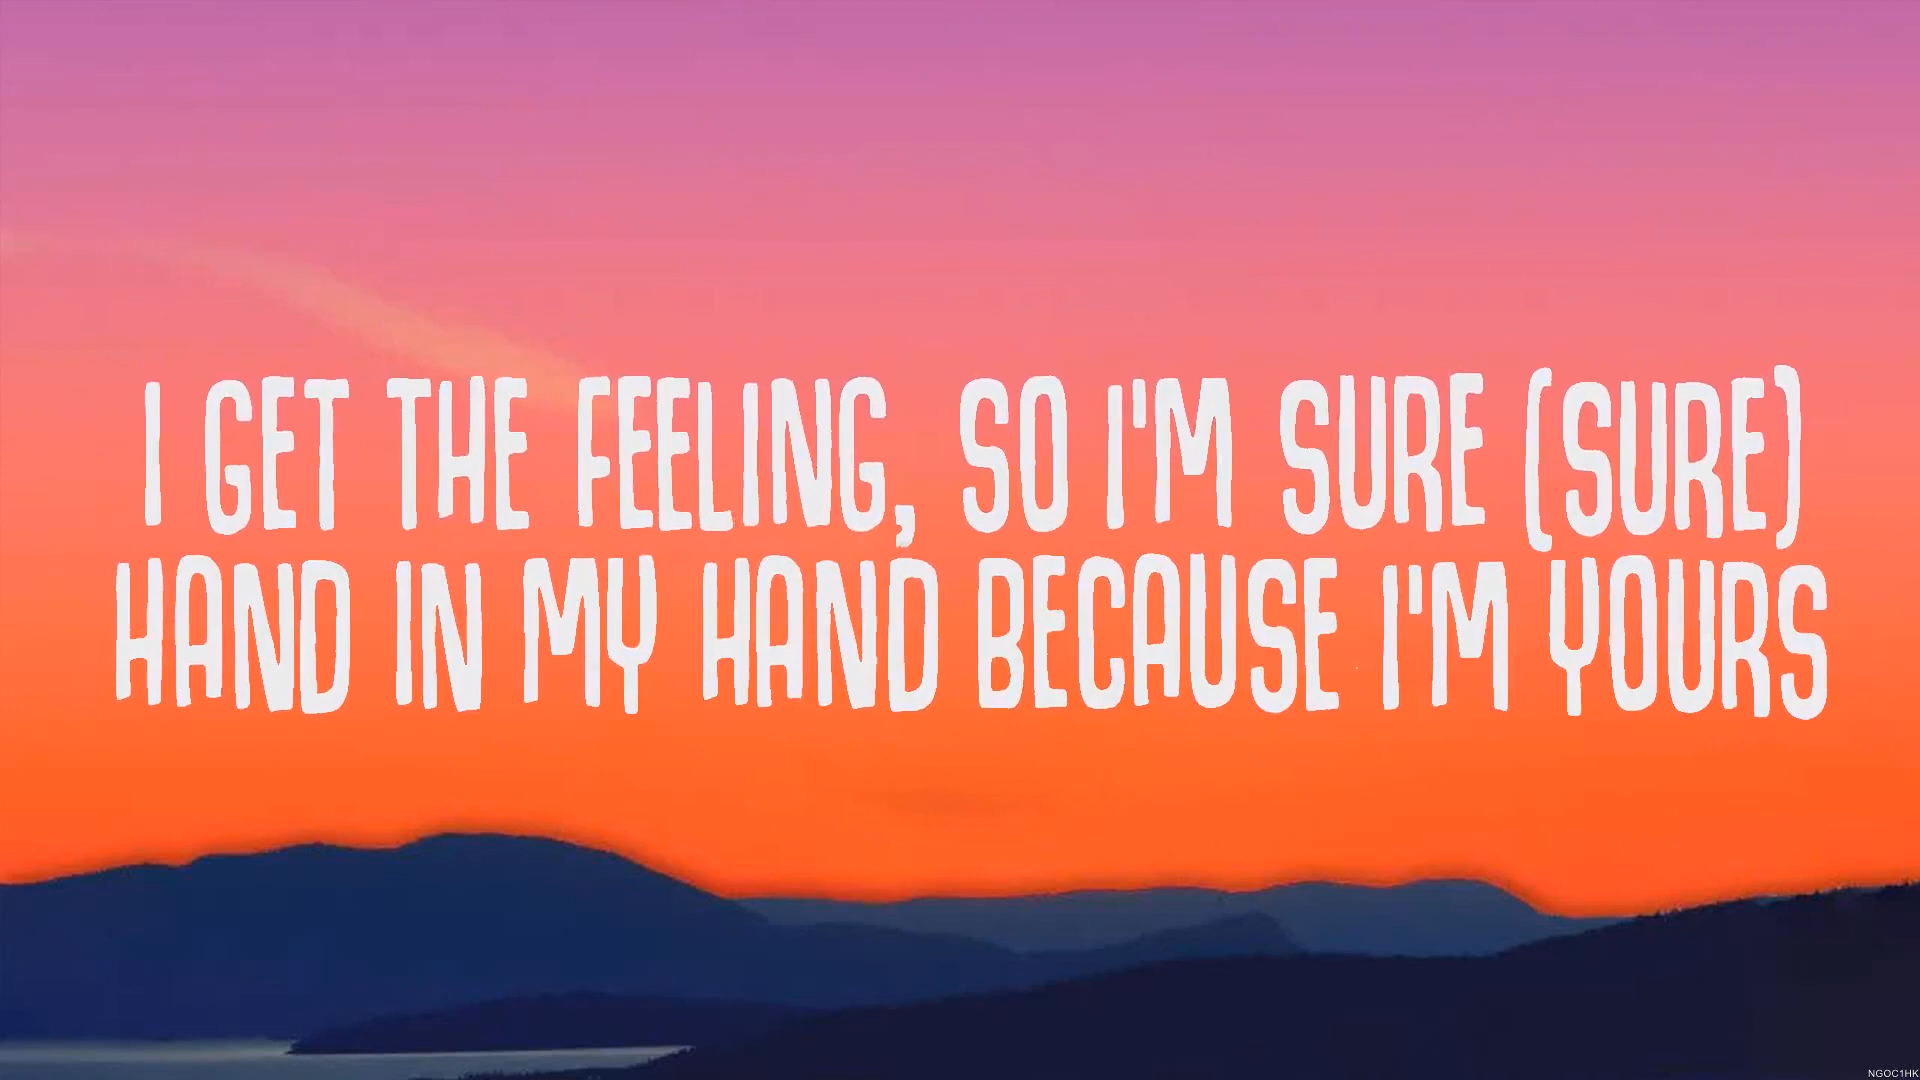 I GET THE FEELING, SO I'M SURE (SURE)
HAND IN MY HAND BECAUSE I'M YOURS
NGOC1HK